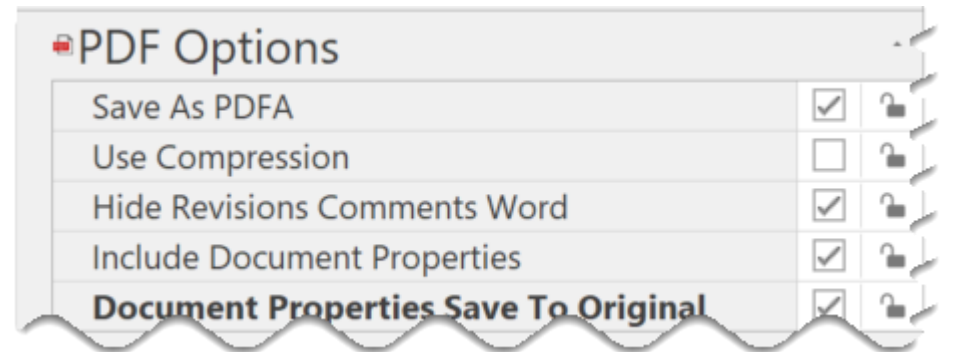 PDF Options
Save As PDFA
Use Compression
Hide Revisions Comments Word
Include Document Properties
Document Properties Save To Original